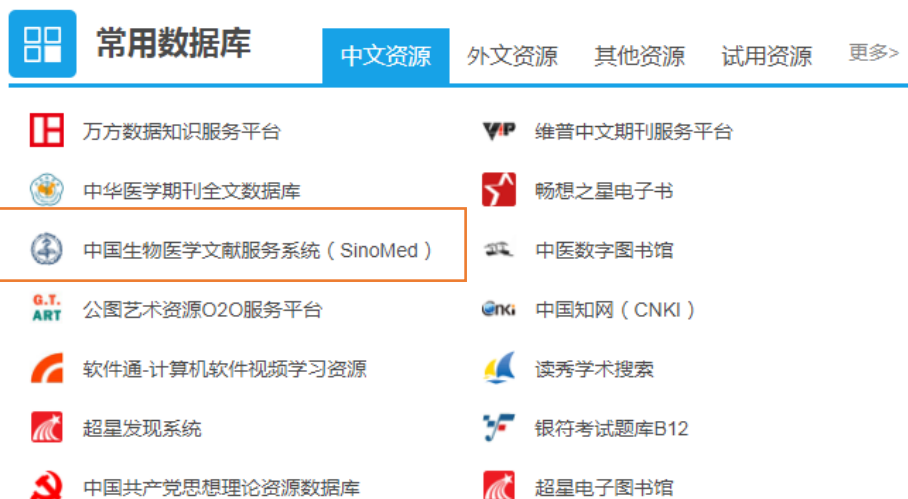 常用数据库
中文资源 外文资源 其他资源 试用资源 更多>
万方数据知识服务平台
VIP 维普中文期刊服务平台
中华医学期刊全文数据库
畅想之星电子书
中国生物医学文献服务系统（SinoMed）
中医数字图书馆
G.T.
ART 公图艺术资源O2O服务平台
cnki 中国知网（CNKI）
软件通-计算机软件视频学习资源
读秀学术搜索
超星发现系统
银符考试题库B12
中国共产党思想理论资源数据库
超星电子图书馆